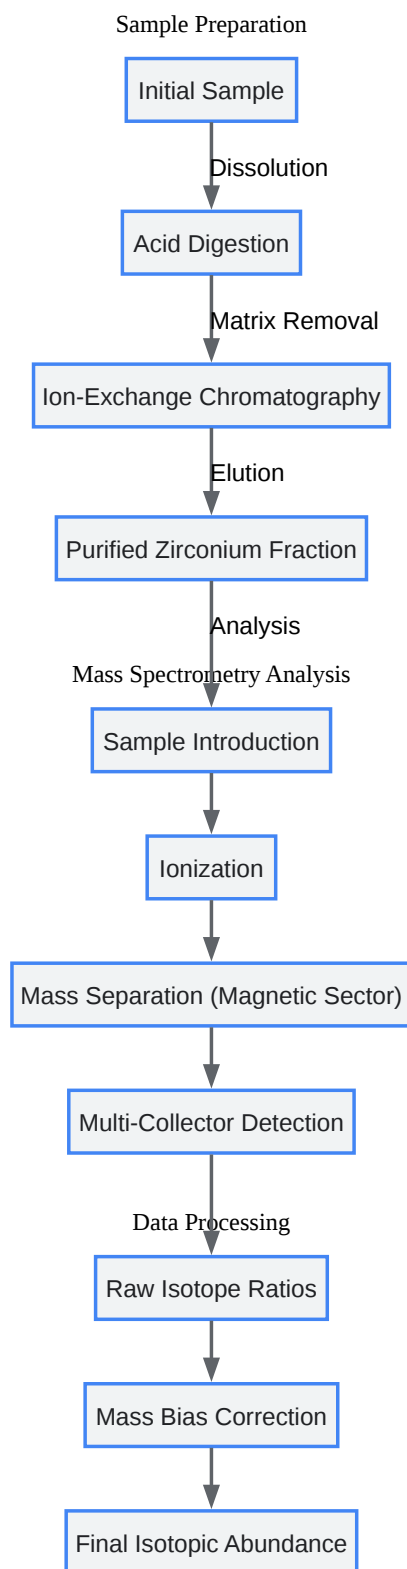 Sample Preparation
Initial Sample
Dissolution
Acid Digestion
Matrix Removal
Ion-Exchange Chromatography
Elution
Purified Zirconium Fraction
Analysis
Mass Spectrometry Analysis
Sample Introduction
Ionization
Mass Separation (Magnetic Sector)
Multi-Collector Detection
Data Processing
Raw Isotope Ratios
Mass Bias Correction
Final Isotopic Abundance